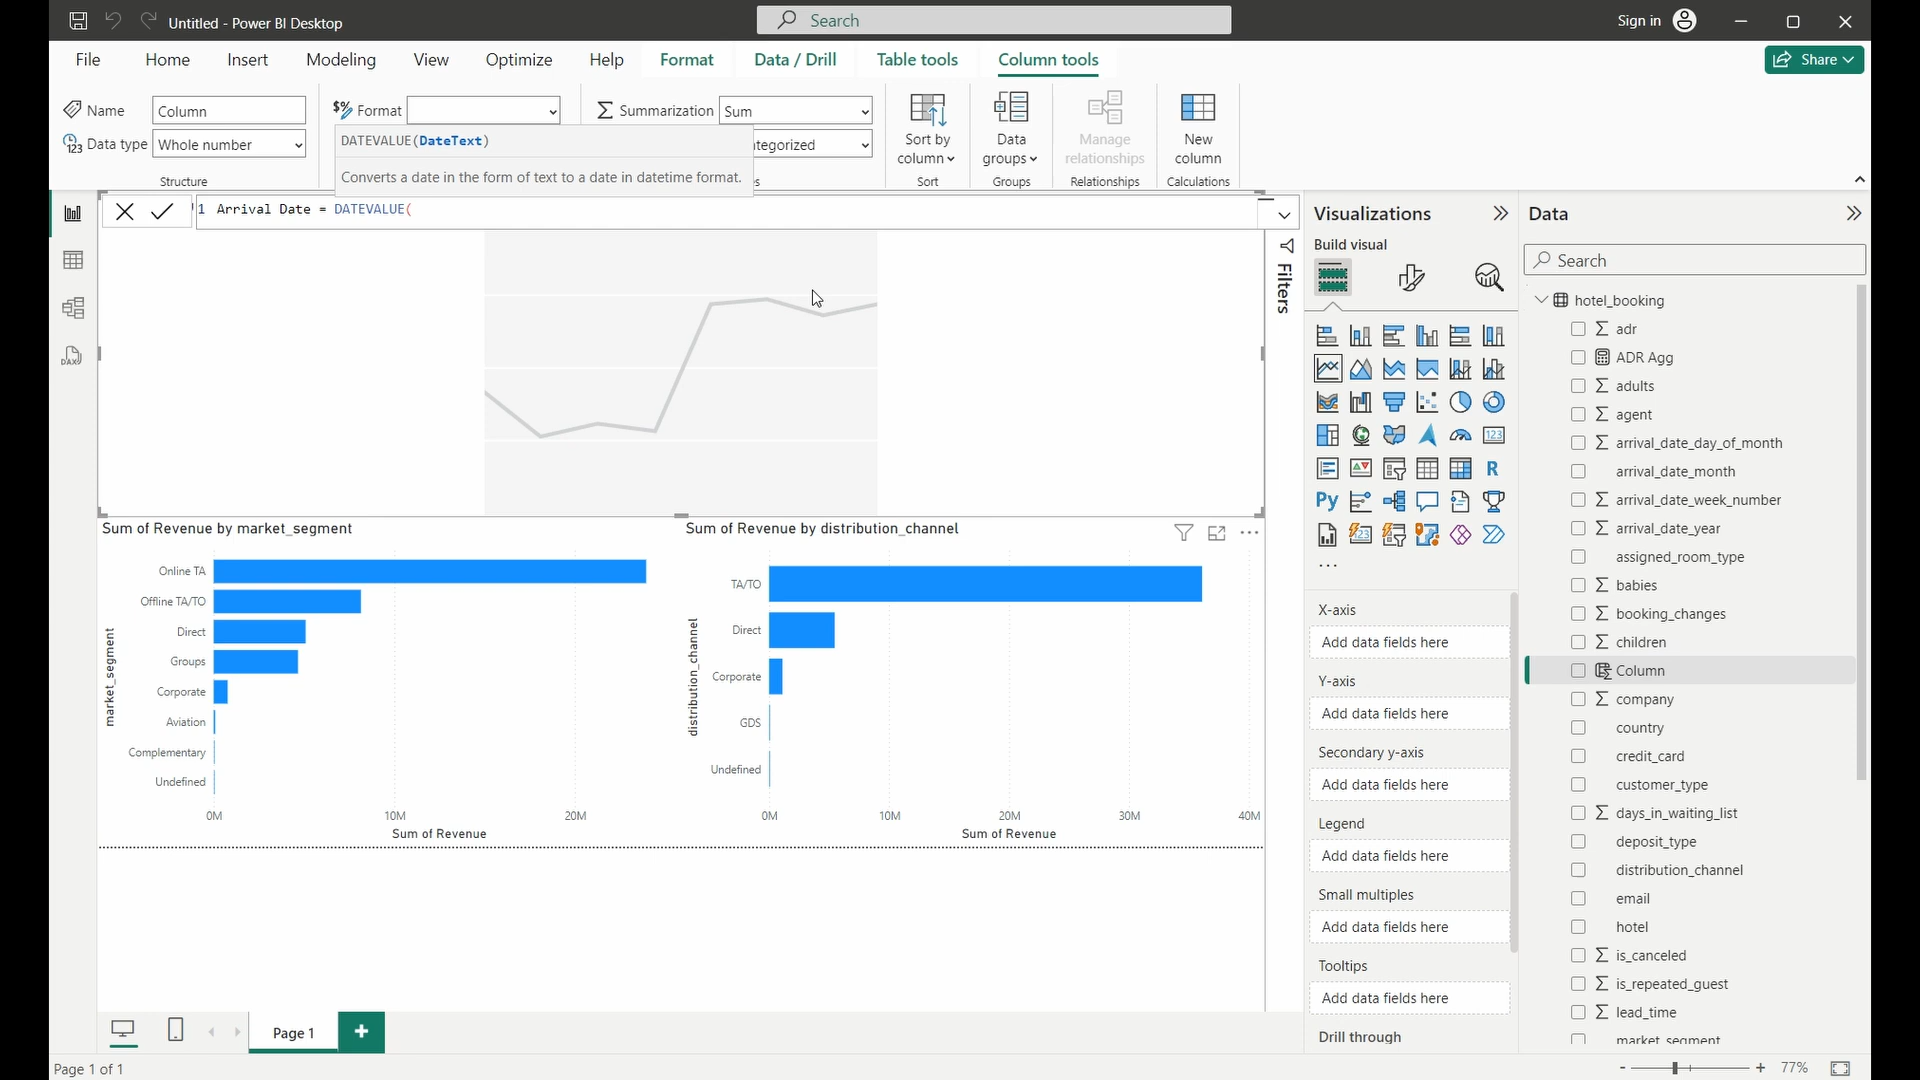 Untitled - Power BI Desktop
Search
Sign in
File
Home
Insert
Modeling
View
Optimize
Help
Format
Data / Drill
Table tools
Column tools
Share
Name
Column
Format
Summarization
Sum
Data type
Whole number
DATEVALUE(DateText)
Converts a date in the form of text to a date in datetime format.
tegorized
Structure
es
Sort by
column
Sort
Data
groups
Groups
Manage
relationships
Relationships
New
column
Calculations
1 Arrival Date = DATEVALUE(
Filters
Sum of Revenue by market_segment
market_segment
Online TA
Offline TA/TO
Direct
Groups
Corporate
Aviation
Complementary
Undefined
0M
10M
20M
Sum of Revenue
Sum of Revenue by distribution_channel
distribution_channel
TA/TO
Direct
Corporate
GDS
Undefined
0M
10M
20M
30M
40M
Sum of Revenue
Visualizations
Build visual
123
R
Py
123
...
X-axis
Add data fields here
Y-axis
Add data fields here
Secondary y-axis
Add data fields here
Legend
Add data fields here
Small multiples
Add data fields here
Tooltips
Add data fields here
Drill through
Data
Search
hotel_booking
adr
ADR Agg
adults
agent
arrival_date_day_of_month
arrival_date_month
arrival_date_week_number
arrival_date_year
assigned_room_type
babies
booking_changes
children
Column
company
country
credit_card
customer_type
days_in_waiting_list
deposit_type
distribution_channel
email
hotel
is_canceled
is_repeated_guest
lead_time
market_segment
Page 1
Page 1 of 1
- + 77%
DAX